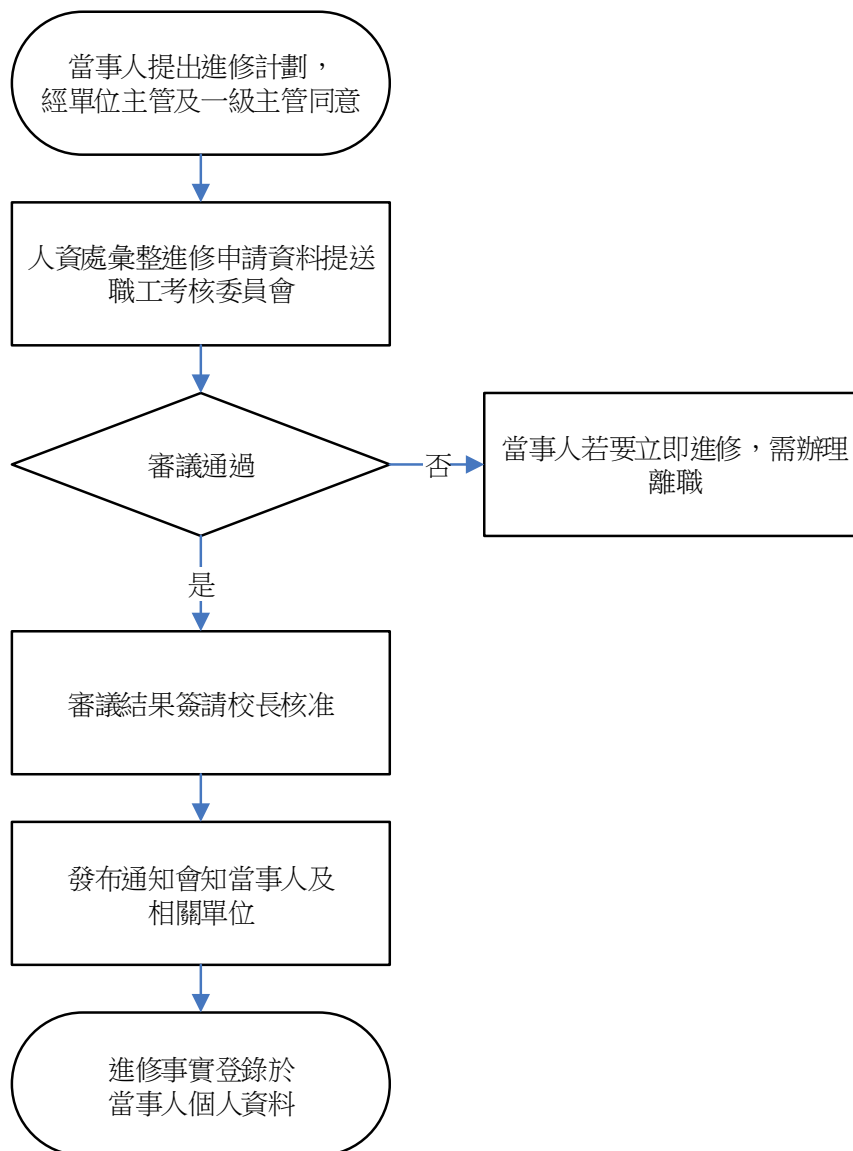 當事人提出進修計劃，
經單位主管及一級主管同意
人資處彙整進修申請資料提送
職工考核委員會
審議通過
否
當事人若要立即進修，需辦理
離職
是
審議結果簽請校長核准
發布通知會知當事人及
相關單位
進修事實登錄於
當事人個人資料